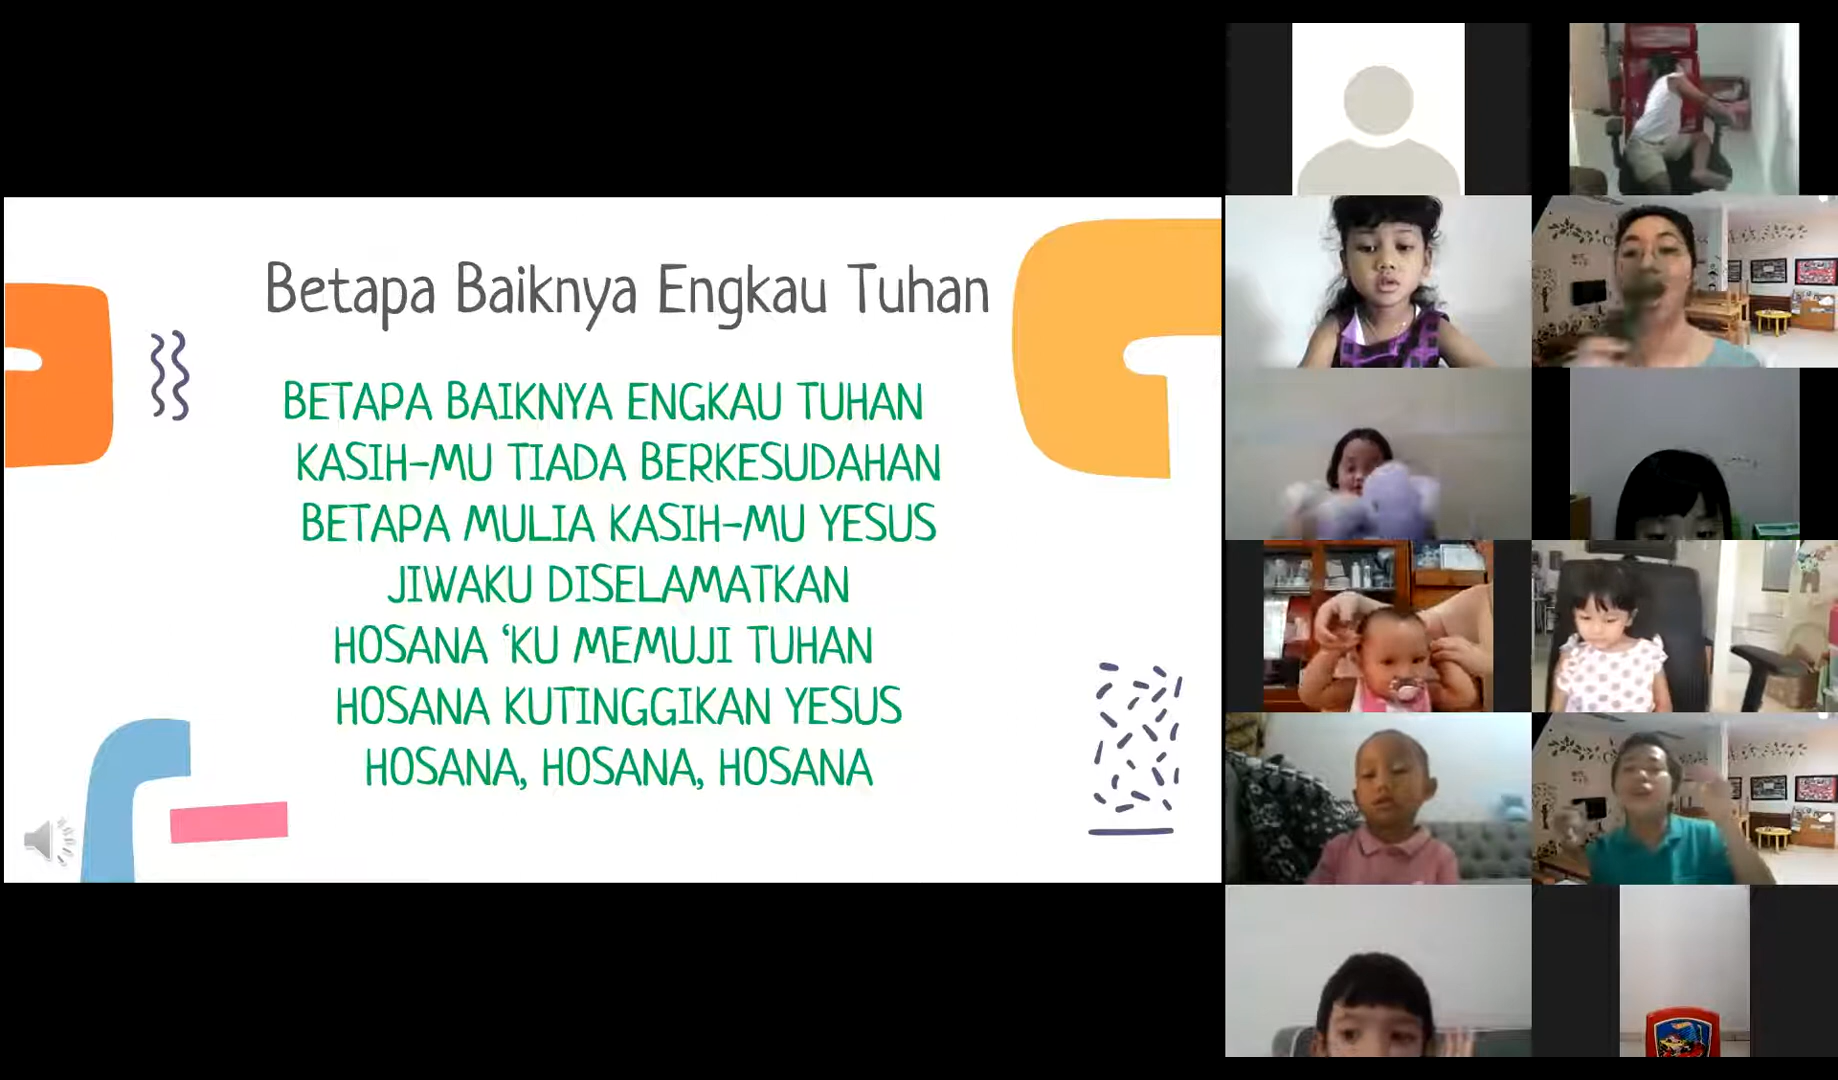 Betapa Baiknya Engkau Tuhan
BETAPA BAIKNYA ENGKAU TUHAN
KASIH-MU TIADA BERKESUDAHAN
BETAPA MULIA KASIH-MU YESUS
JIWAKU DISELAMATKAN
HOSANA ‘KU MEMUJI TUHAN
HOSANA KUTINGGIKAN YESUS
HOSANA, HOSANA, HOSANA